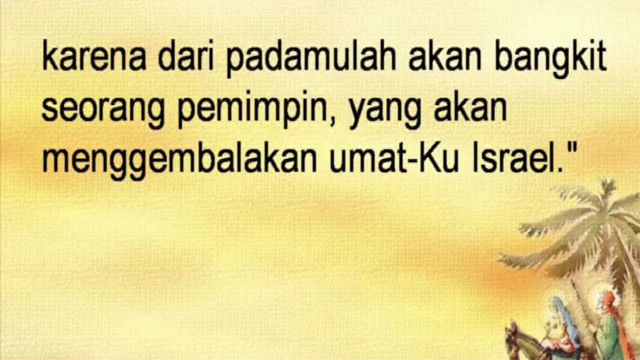 karena dari padamulah akan bangkit
seorang pemimpin, yang akan
menggembalakan umat-Ku Israel."